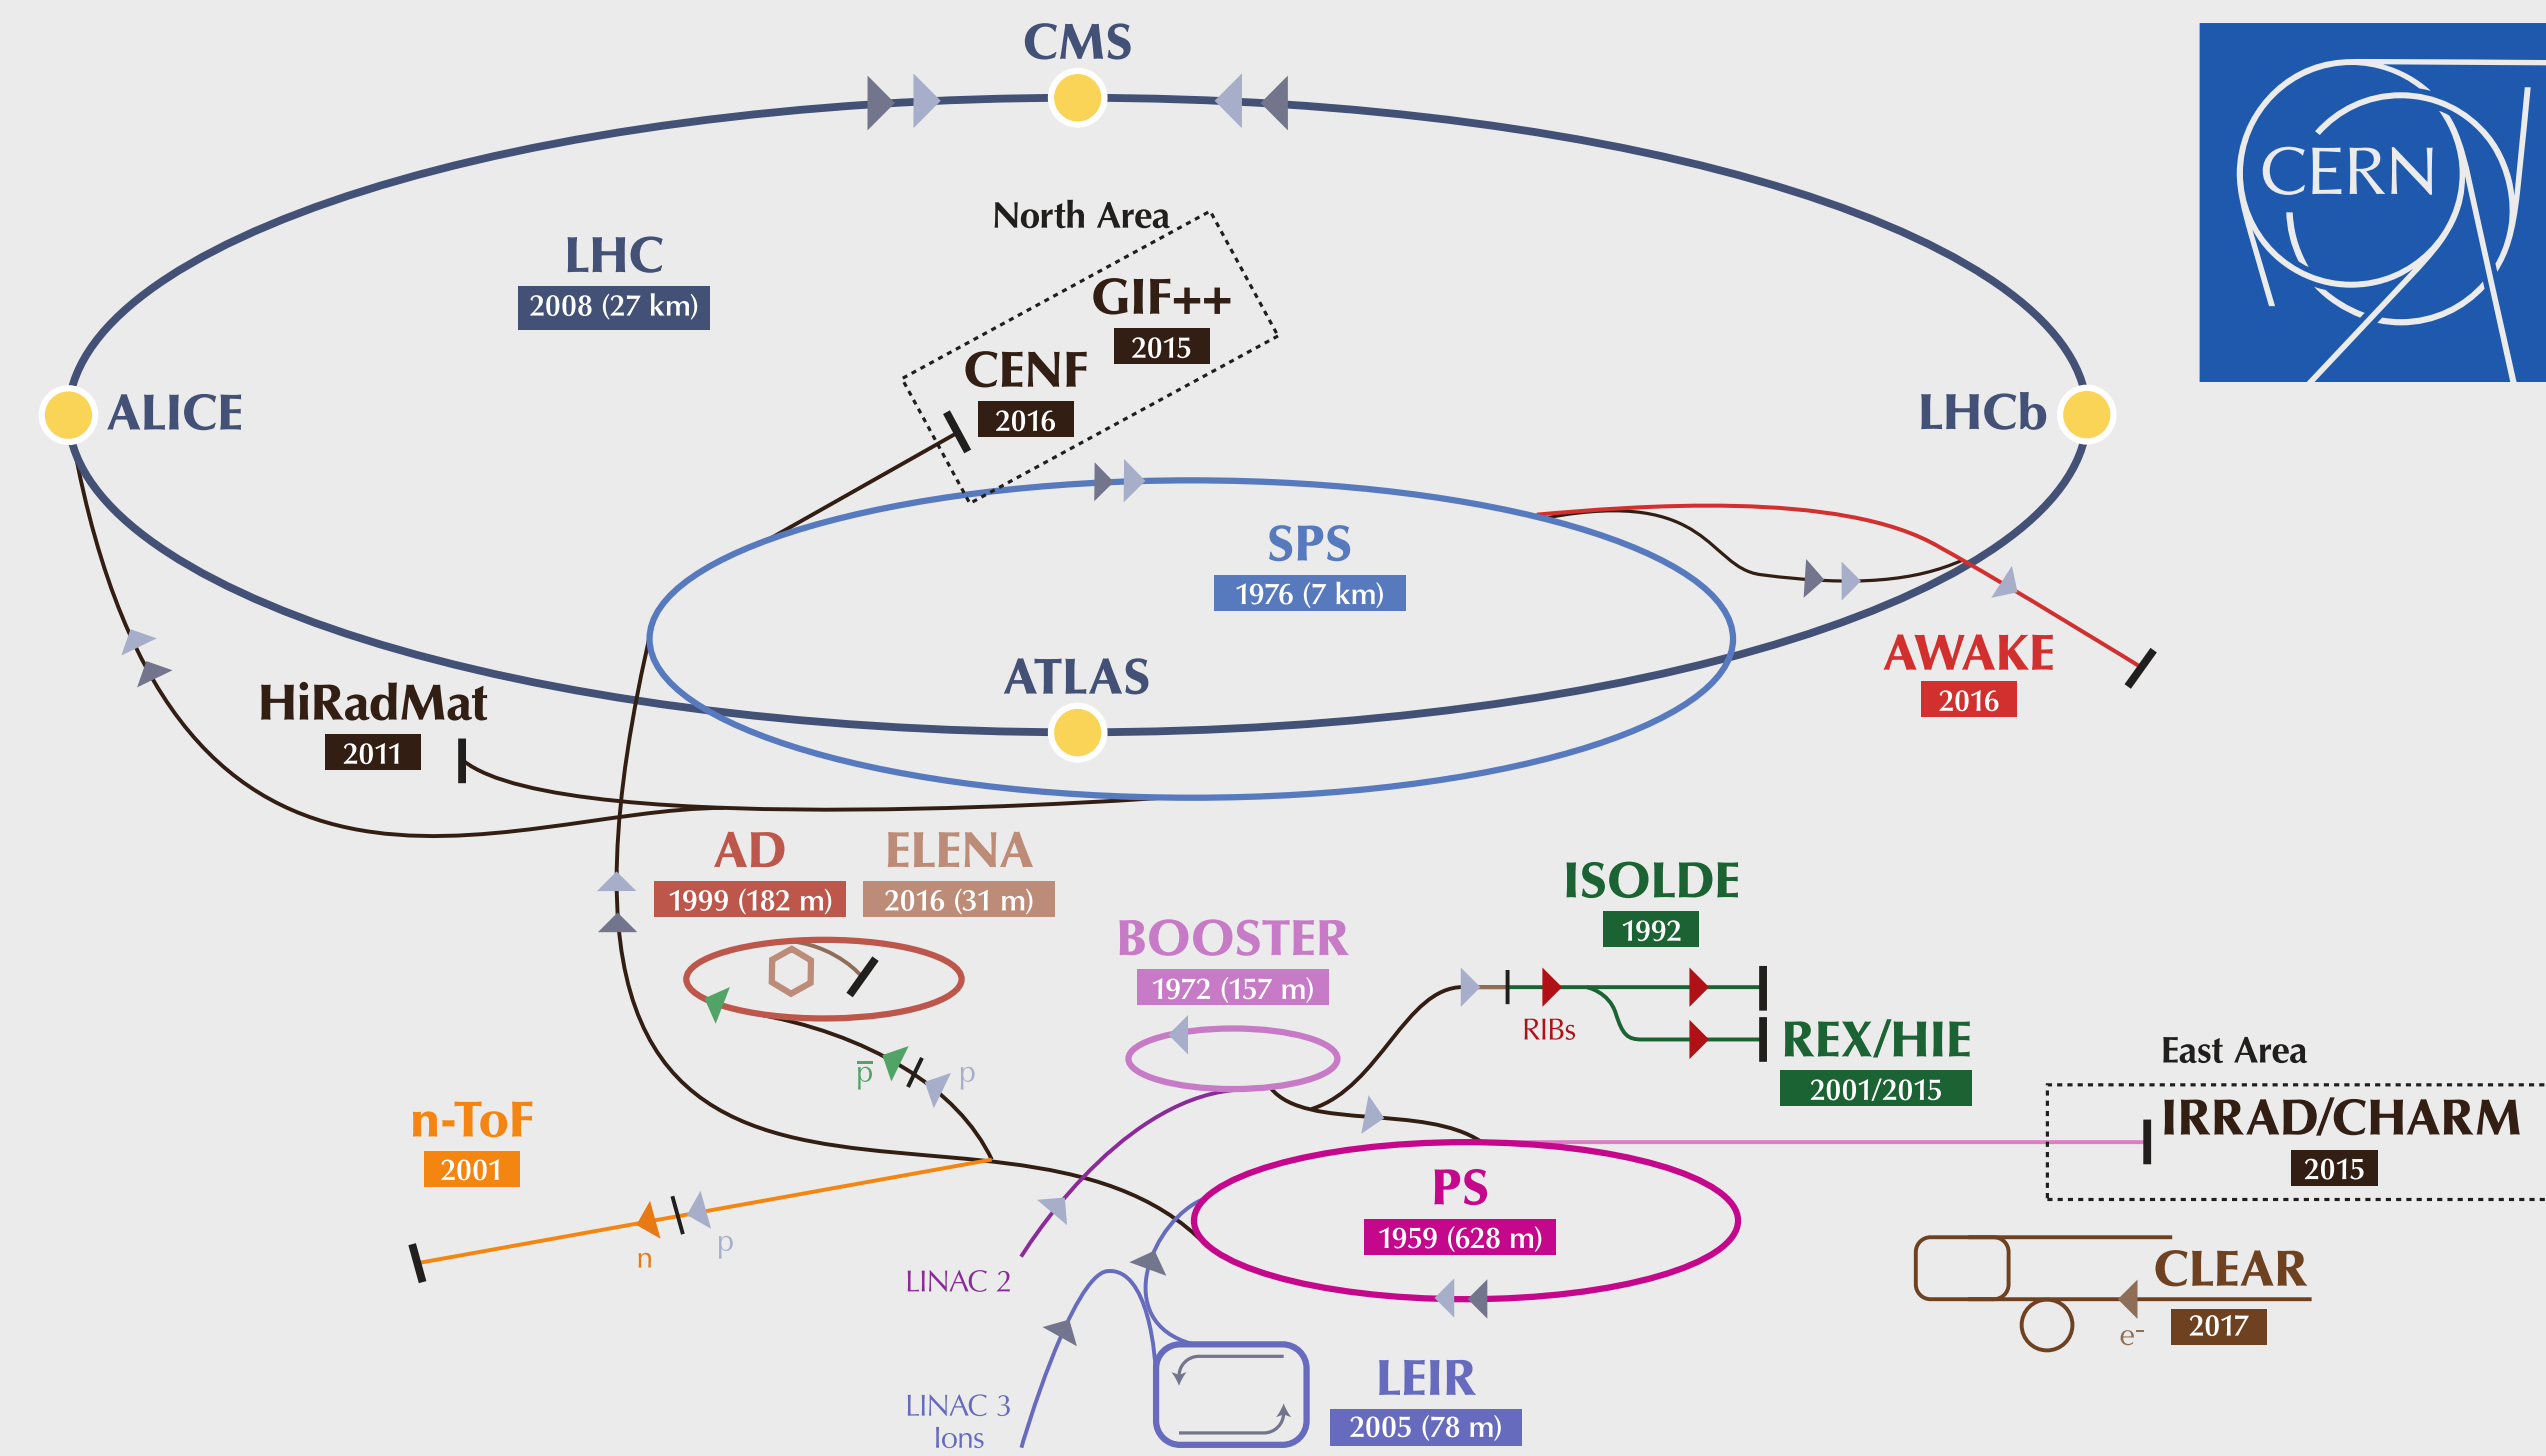 CMS
CERN
North Area
LHC
2008 (27 km)
GIF++
2015
CENF
2016
ALICE
LHCb
SPS
1976 (7 km)
AWAKE
2016
ATLAS
HiRadMat
2011
AD
1999 (182 m)
ELENA
2016 (31 m)
ISOLDE
1992
BOOSTER
1972 (157 m)
RIBs
REX/HIE
2001/2015
East Area
IRRAD/CHARM
2015
p̅
p
n-ToF
2001
n
p
PS
1959 (628 m)
LINAC 2
CLEAR
2017
e-
LEIR
2005 (78 m)
LINAC 3
Ions